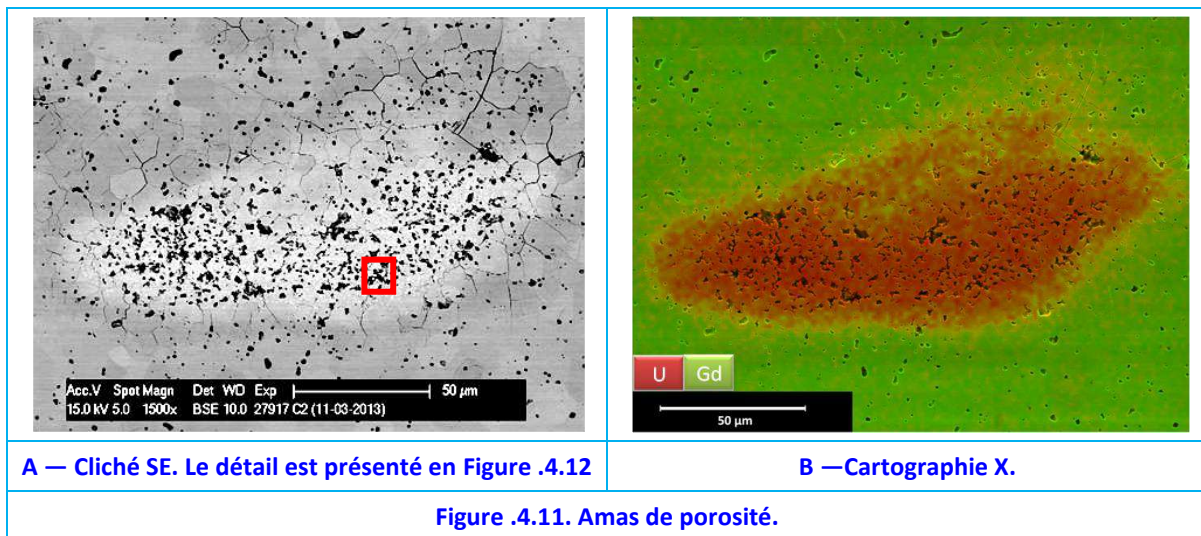 Acc.V Spot Magn Det WD Exp 50 µm
15.0 kV 5.0 1500x BSE 10.0 27917 C2 (11-03-2013)
U Gd
50 µm
A — Cliché SE. Le détail est présenté en Figure .4.12
B —Cartographie X.
Figure .4.11. Amas de porosité.